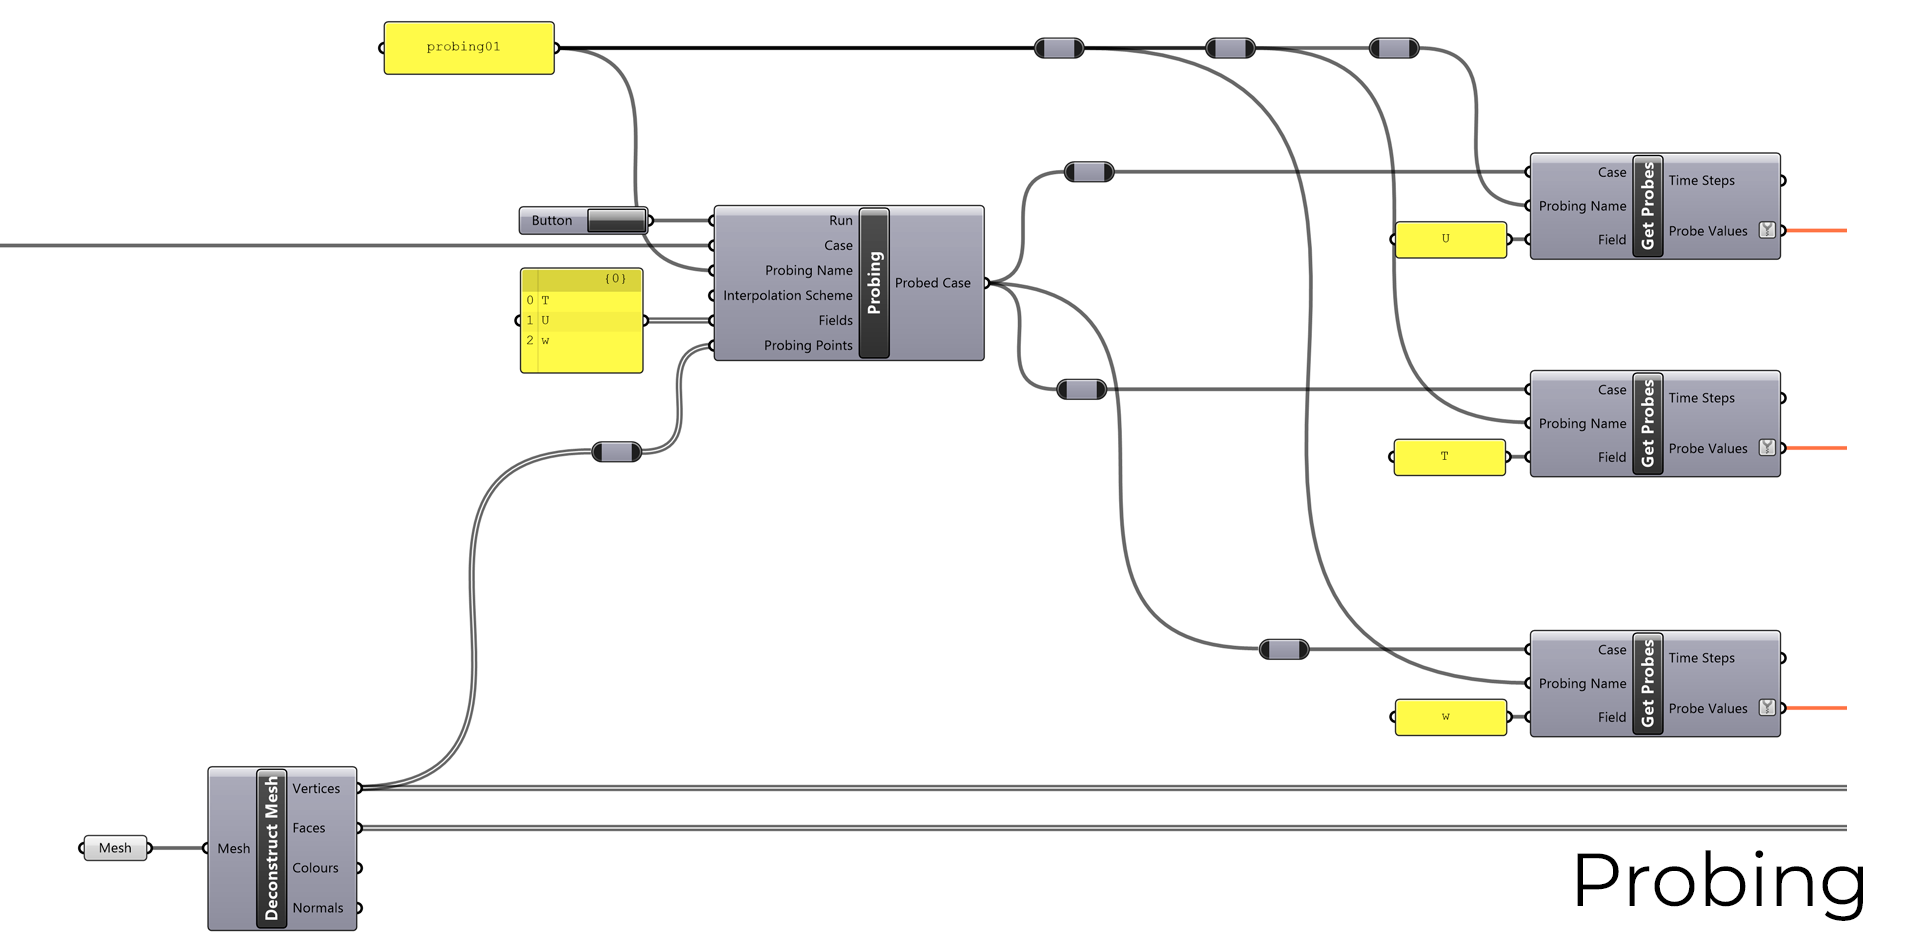 probing01
Button
{0}
0 T
1 U
2 w
Run
Case
Probing Name
Interpolation Scheme
Fields
Probing Points
Probing
Probed Case
Case
Probing Name
Field
Get Probes
Time Steps
Probe Values
U
Case
Probing Name
Field
Get Probes
Time Steps
Probe Values
T
Case
Probing Name
Field
Get Probes
Time Steps
Probe Values
w
Mesh
Mesh
Deconstruct Mesh
Vertices
Faces
Colours
Normals
Probing